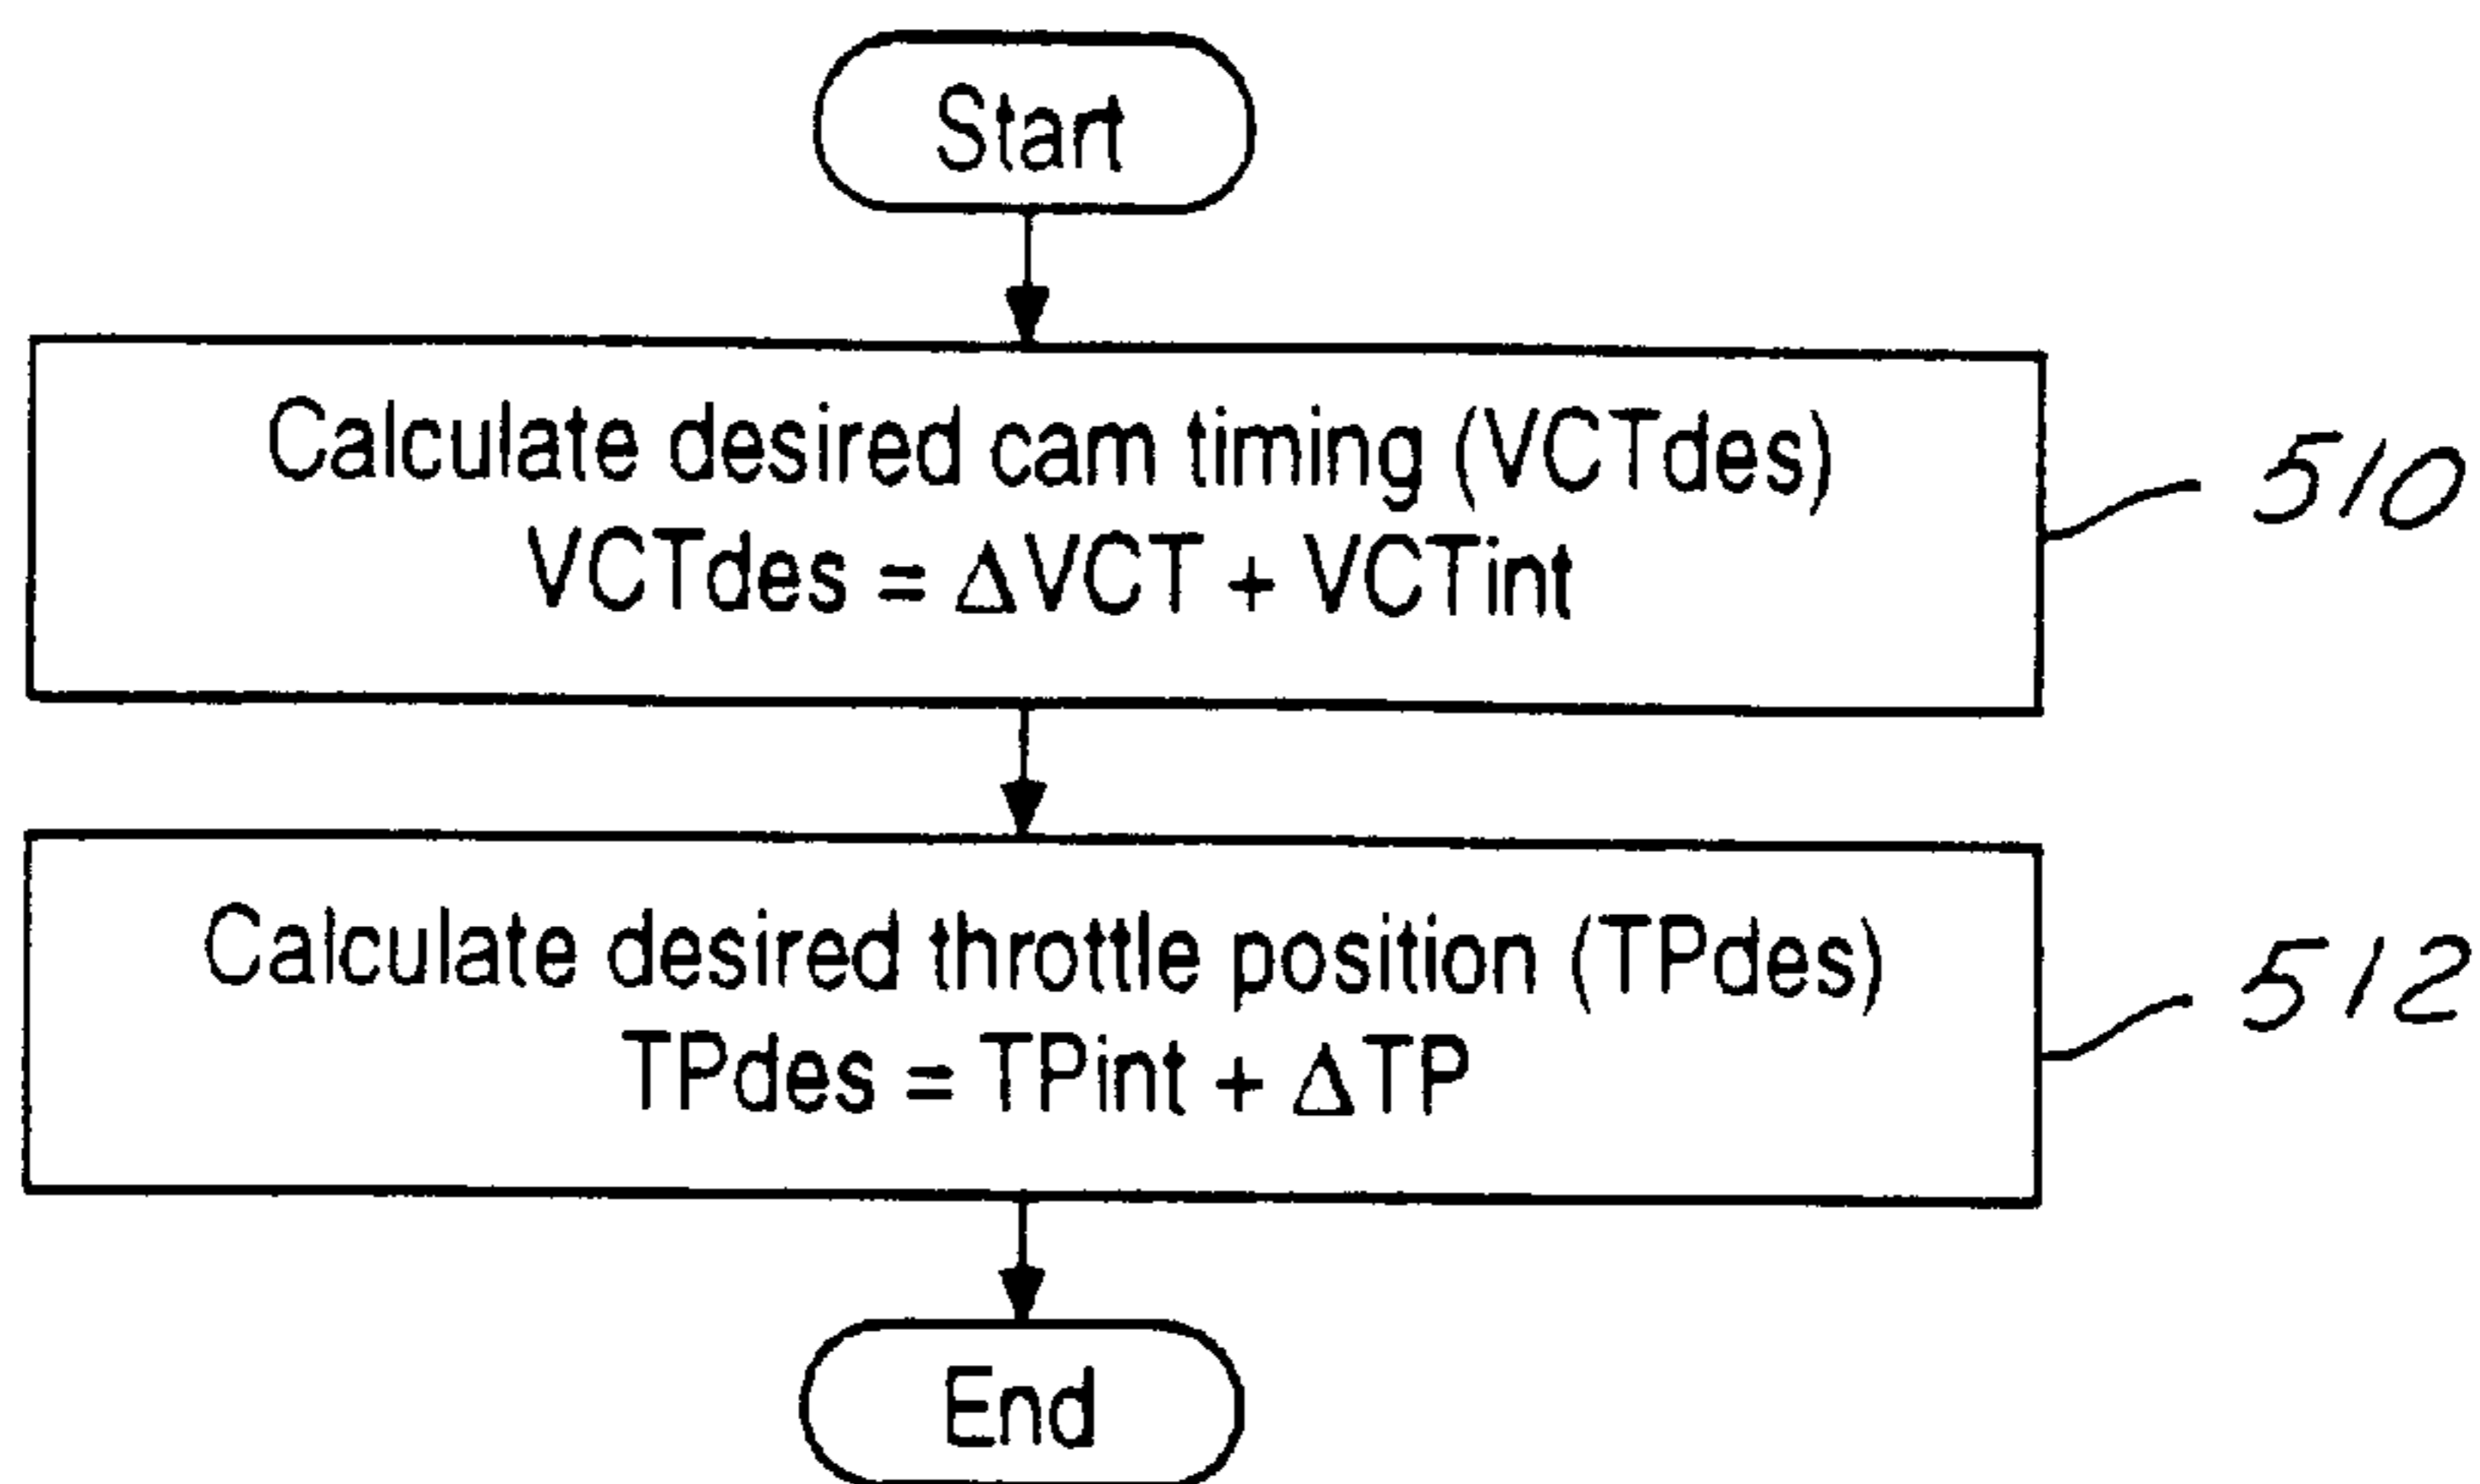 Start
Calculate desired cam timing (VCTdes)
VCTdes = ΔVCT + VCTint
510
Calculate desired throttle position (TPdes)
TPdes = TPint + ΔTP
512
End